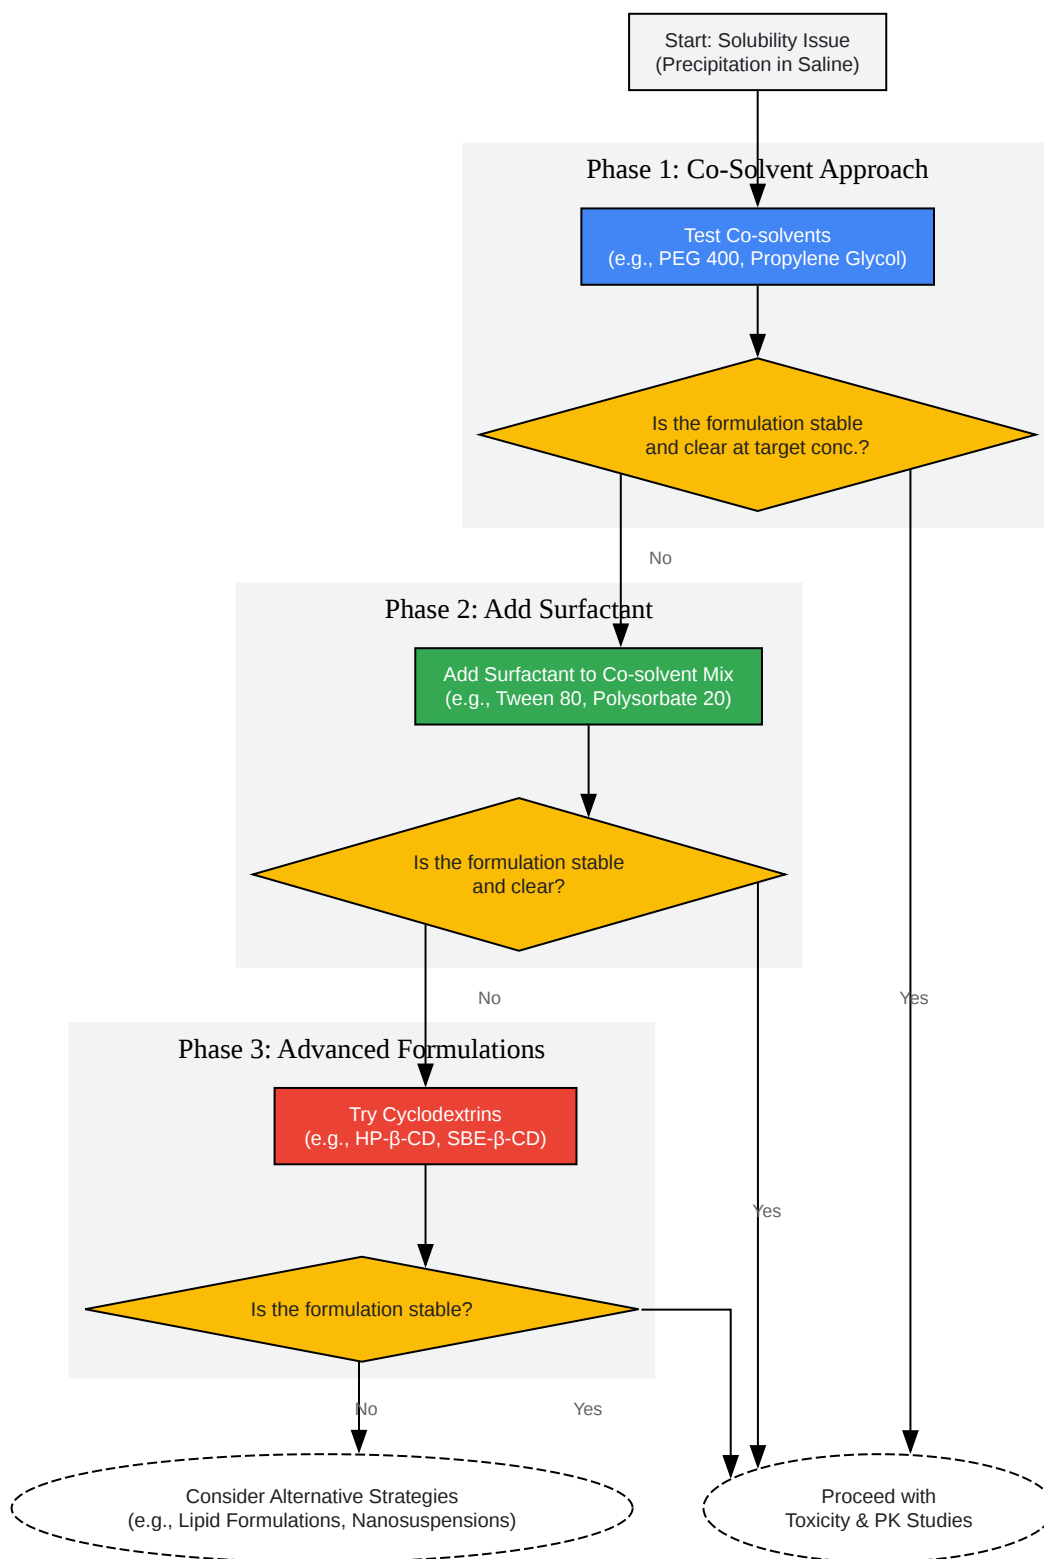 Start: Solubility Issue
(Precipitation in Saline)
Phase 1: Co-Solvent Approach
Test Co-solvents
(e.g., PEG 400, Propylene Glycol)
Is the formulation stable
and clear at target conc.?
No
Phase 2: Add Surfactant
Add Surfactant to Co-solvent Mix
(e.g., Tween 80, Polysorbate 20)
Is the formulation stable
and clear?
No
Yes
Phase 3: Advanced Formulations
Try Cyclodextrins
(e.g., HP-β-CD, SBE-β-CD)
Yes
Is the formulation stable?
No
Yes
Consider Alternative Strategies
(e.g., Lipid Formulations, Nanosuspensions)
Proceed with
Toxicity & PK Studies